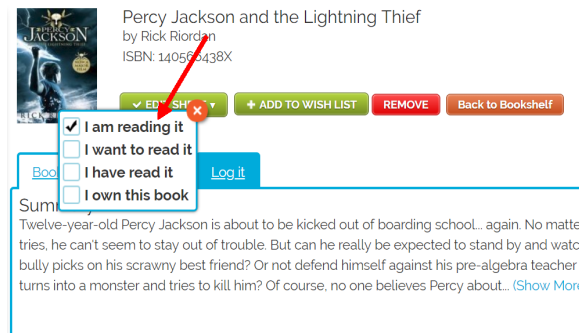 PERCY
JACKSON
Percy Jackson and the Lightning Thief
by Rick Riordan
ISBN: 140566438X
ADD TO WISH LIST
REMOVE
Back to Bookshelf
I am reading it
I want to read it
I have read it
I own this book
Log it
Twelve-year-old Percy Jackson is about to be kicked out of boarding school... again. No matte
tries, he can't seem to stay out of trouble. But can he really be expected to stand by and watc
bully picks on his scrawny best friend? Or not defend himself against his pre-algebra teacher
turns into a monster and tries to kill him? Of course, no one believes Percy about... (Show More